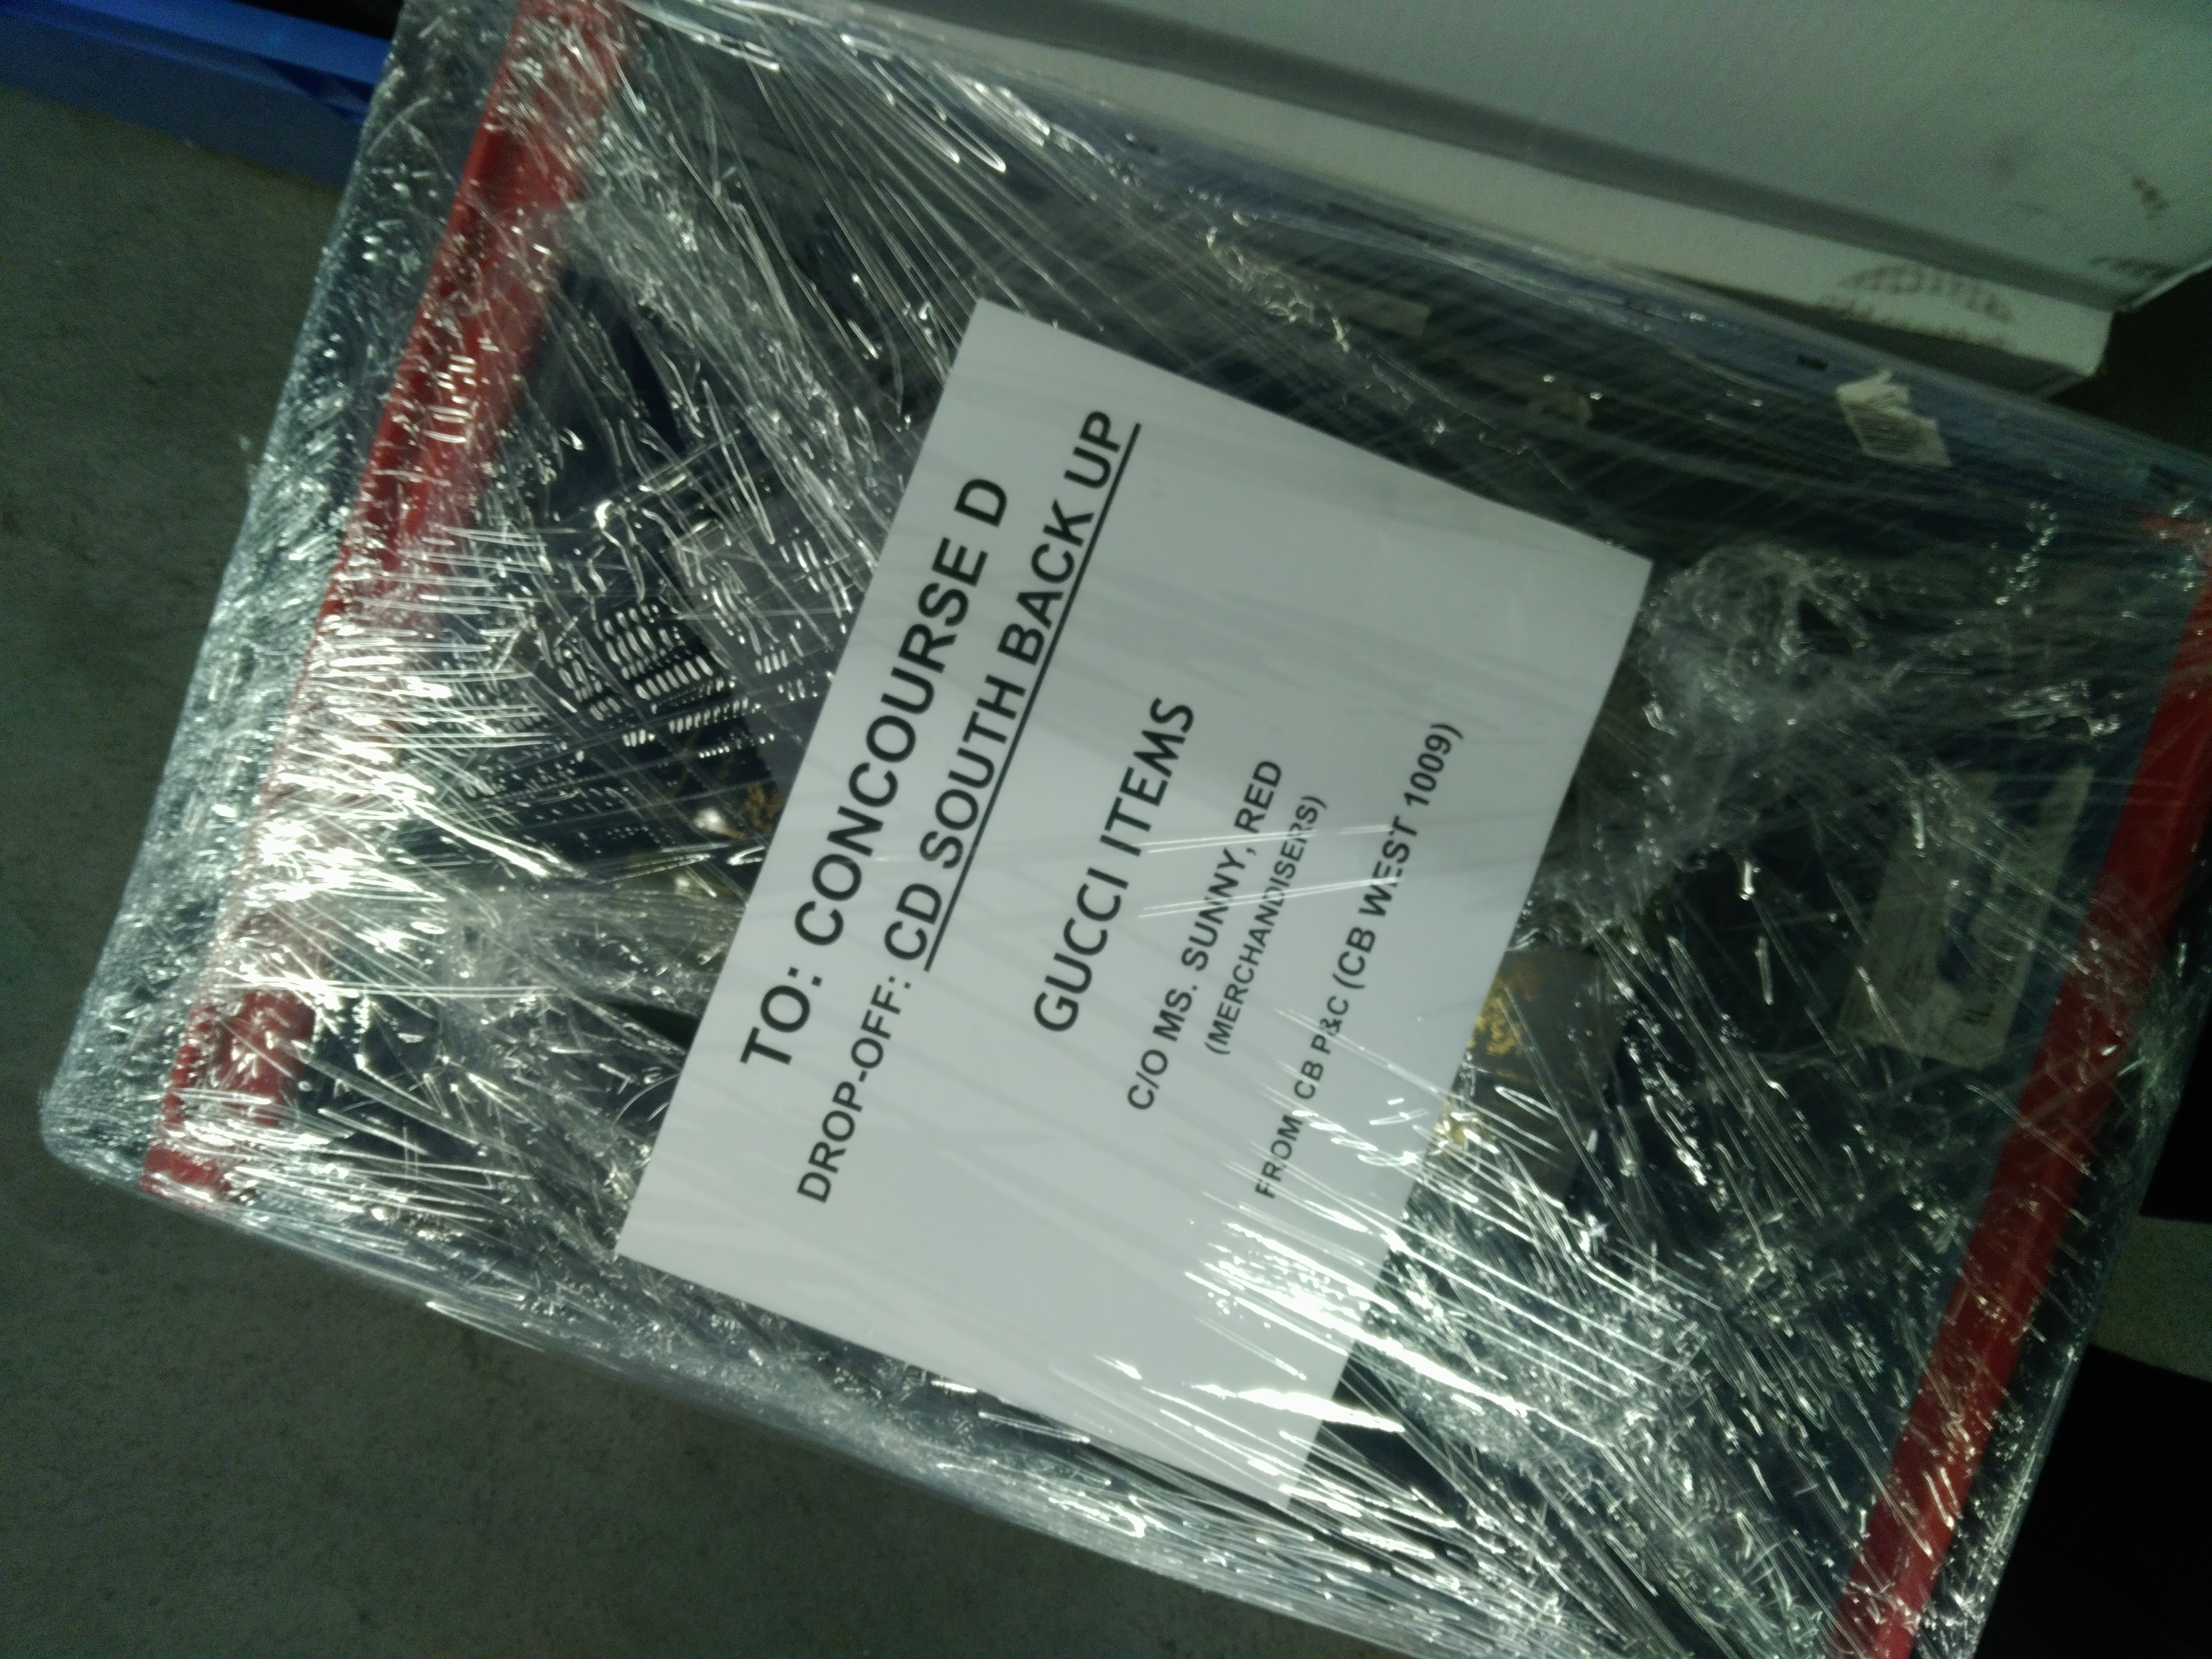 TO: CONCOURSE D
DROP-OFF: CD SOUTH BACK UP
GUCCI ITEMS
C/O MS. SUNNY, RED
(MERCHANDISERS)
FROM: CB P&C (CB WEST 1009)